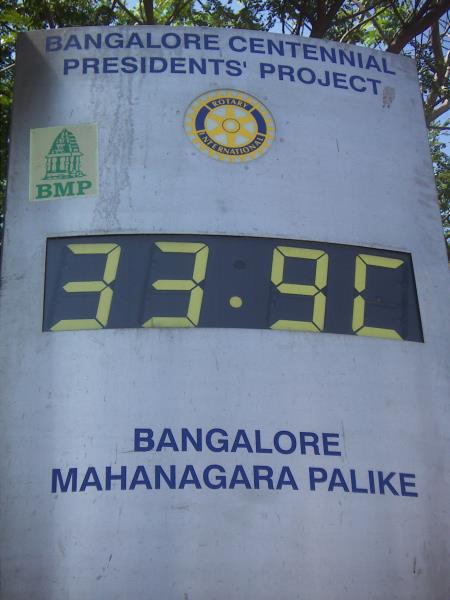 BANGALORE CENTENNIAL
PRESIDENTS' PROJECT
ROTARY
INTERNATIONAL
BMP
33.9C
BANGALORE
MAHANAGARA PALIKE